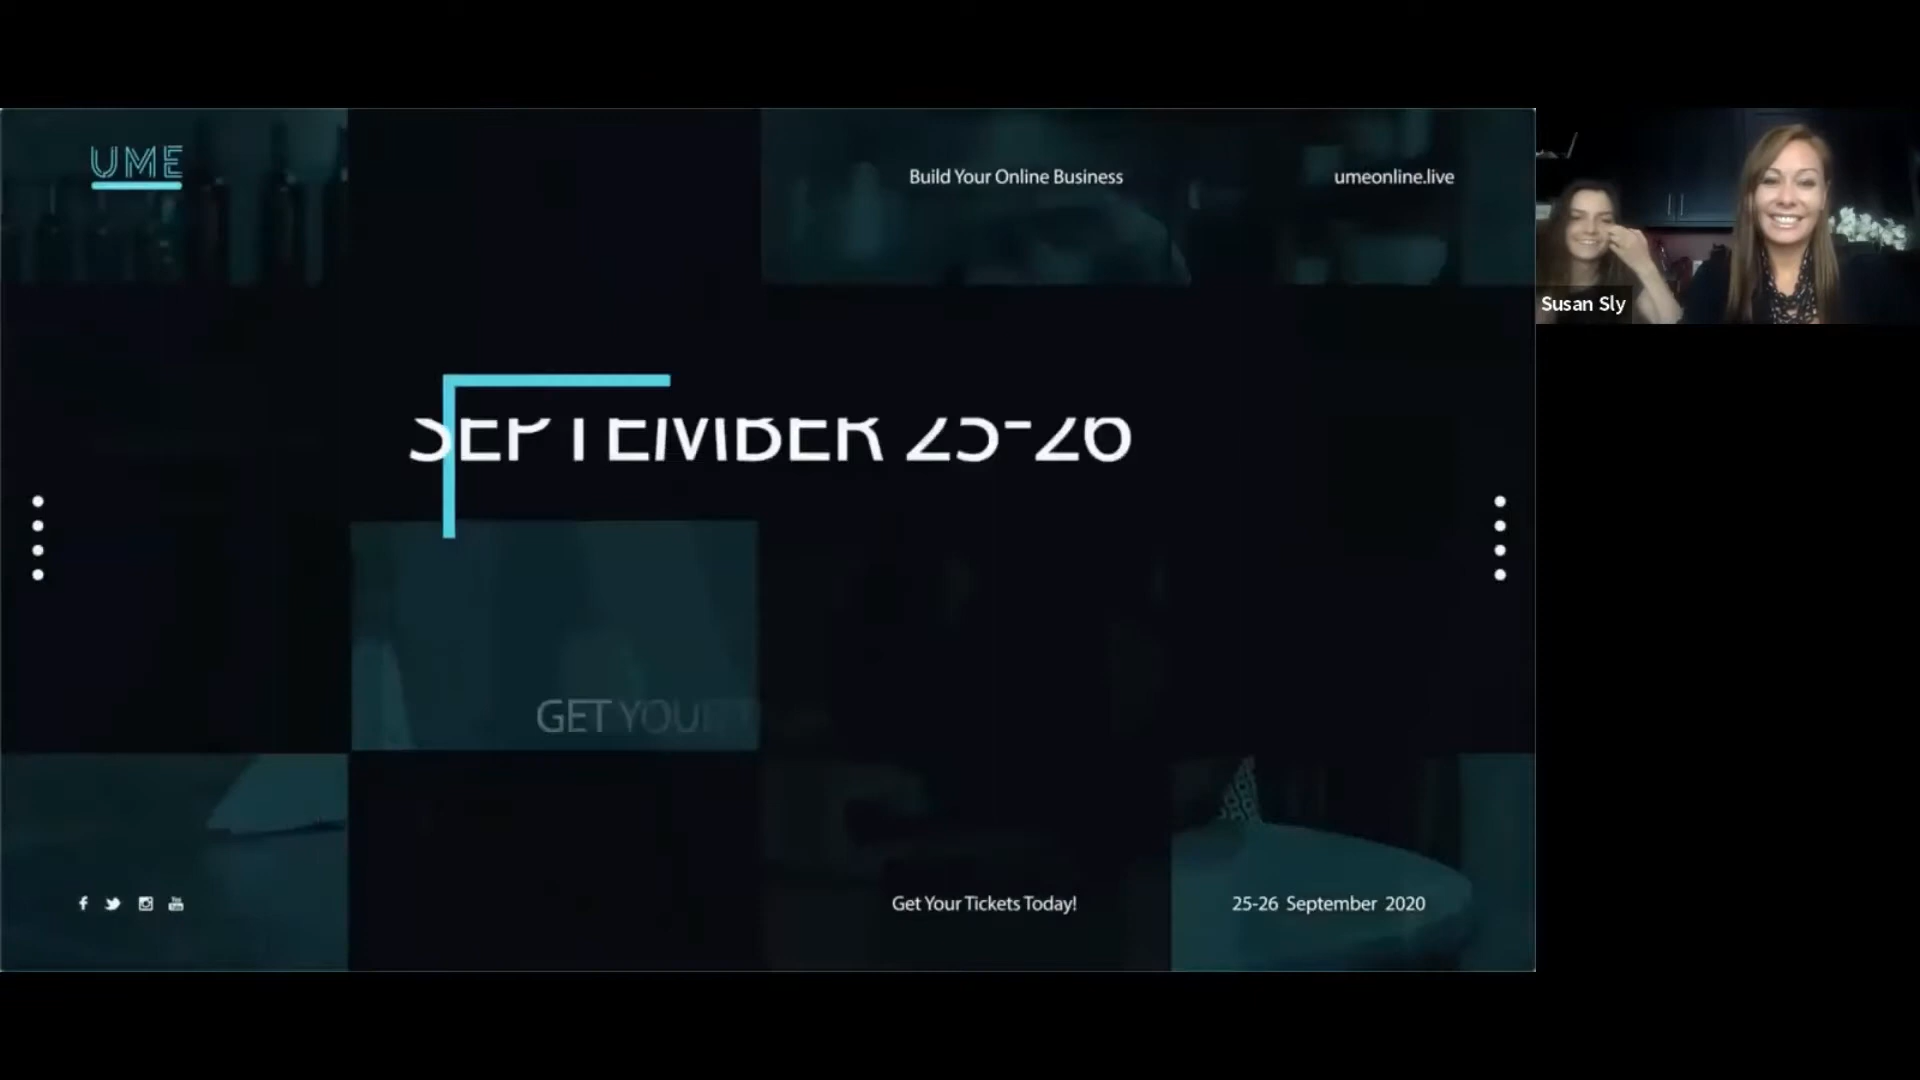 UME
Build Your Online Business
umeonline.live
Susan Sly
SEPTEMBER 25-26
GET YOUR
Get Your Tickets Today!
25-26 September 2020